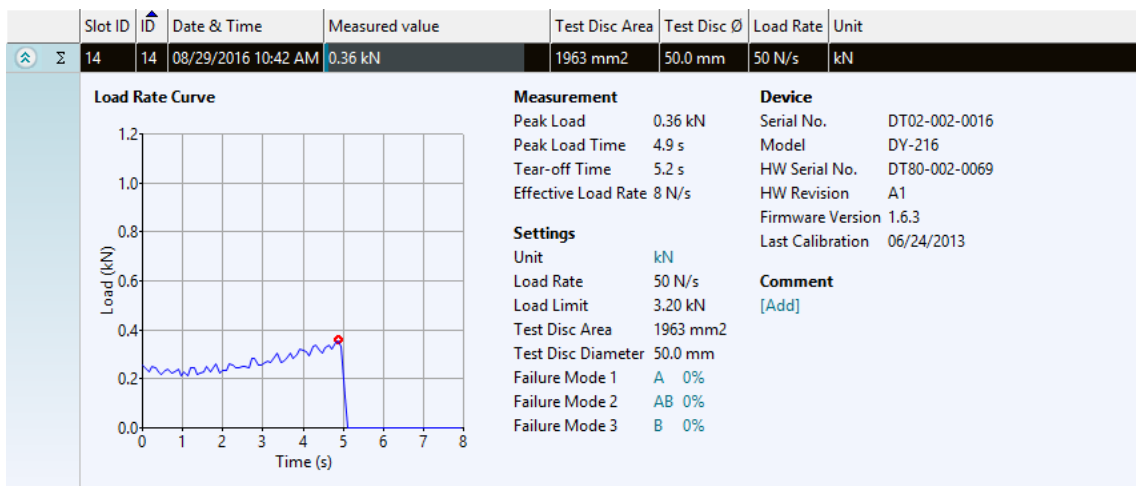 Slot ID ID Date & Time Measured value Test Disc Area Test Disc Ø Load Rate Unit
Σ 14 14 08/29/2016 10:42 AM 0.36 kN 1963 mm2 50.0 mm 50 N/s kN
Load Rate Curve
1.2
1.0
0.8
0.6
0.4
0.2
0.0
Load (kN)
0 1 2 3 4 5 6 7 8
Time (s)
Measurement
Peak Load 0.36 kN
Peak Load Time 4.9 s
Tear-off Time 5.2 s
Effective Load Rate 8 N/s
Settings
Unit kN
Load Rate 50 N/s
Load Limit 3.20 kN
Test Disc Area 1963 mm2
Test Disc Diameter 50.0 mm
Failure Mode 1 A 0%
Failure Mode 2 AB 0%
Failure Mode 3 B 0%
Device
Serial No. DT02-002-0016
Model DY-216
HW Serial No. DT80-002-0069
HW Revision A1
Firmware Version 1.6.3
Last Calibration 06/24/2013
Comment
[Add]